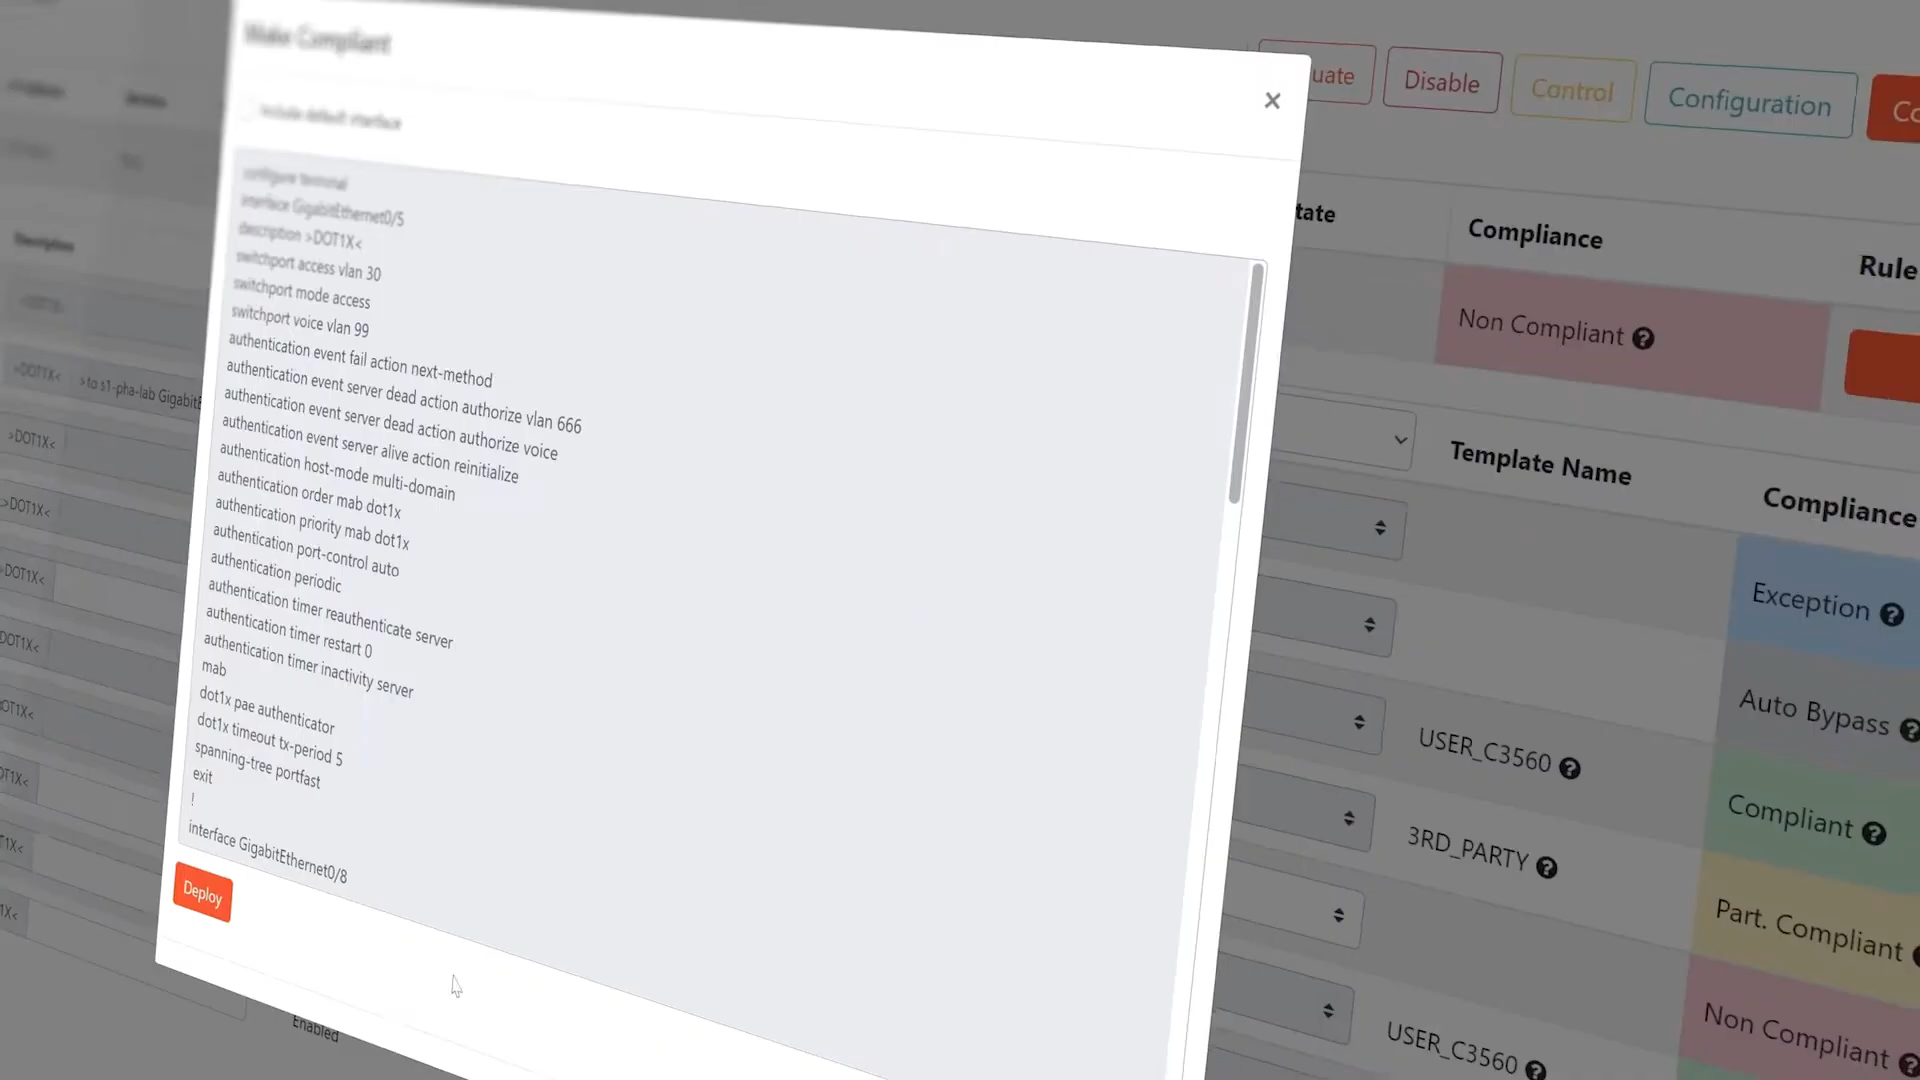 Make Compliant
×
include default interface
configure terminal
interface GigabitEthernet0/5
description >DOT1X<
switchport access vlan 30
switchport mode access
switchport voice vlan 99
authentication event fail action next-method
authentication event server dead action authorize vlan 666
authentication event server dead action authorize voice
authentication event server alive action reinitialize
authentication host-mode multi-domain
authentication order mab dot1x
authentication priority mab dot1x
authentication port-control auto
authentication periodic
authentication timer reauthenticate server
authentication timer restart 0
authentication timer inactivity server
mab
dot1x pae authenticator
dot1x timeout tx-period 5
spanning-tree portfast
exit
!
interface GigabitEthernet0/8
Deploy
Description
>DOT1X< >to s1-pha-lab GigabitE
>DOT1X<
>DOT1X<
>DOT1X<
DOT1X<
OT1X<
OT1X<
T1X<
1X<
Enabled
uate
Disable
Control
Configuration
Co
tate
Compliance
Rule
Non Compliant
Template Name
Compliance
Exception
Auto Bypass
USER_C3560
Compliant
3RD_PARTY
Part. Compliant
Non Compliant
USER_C3560